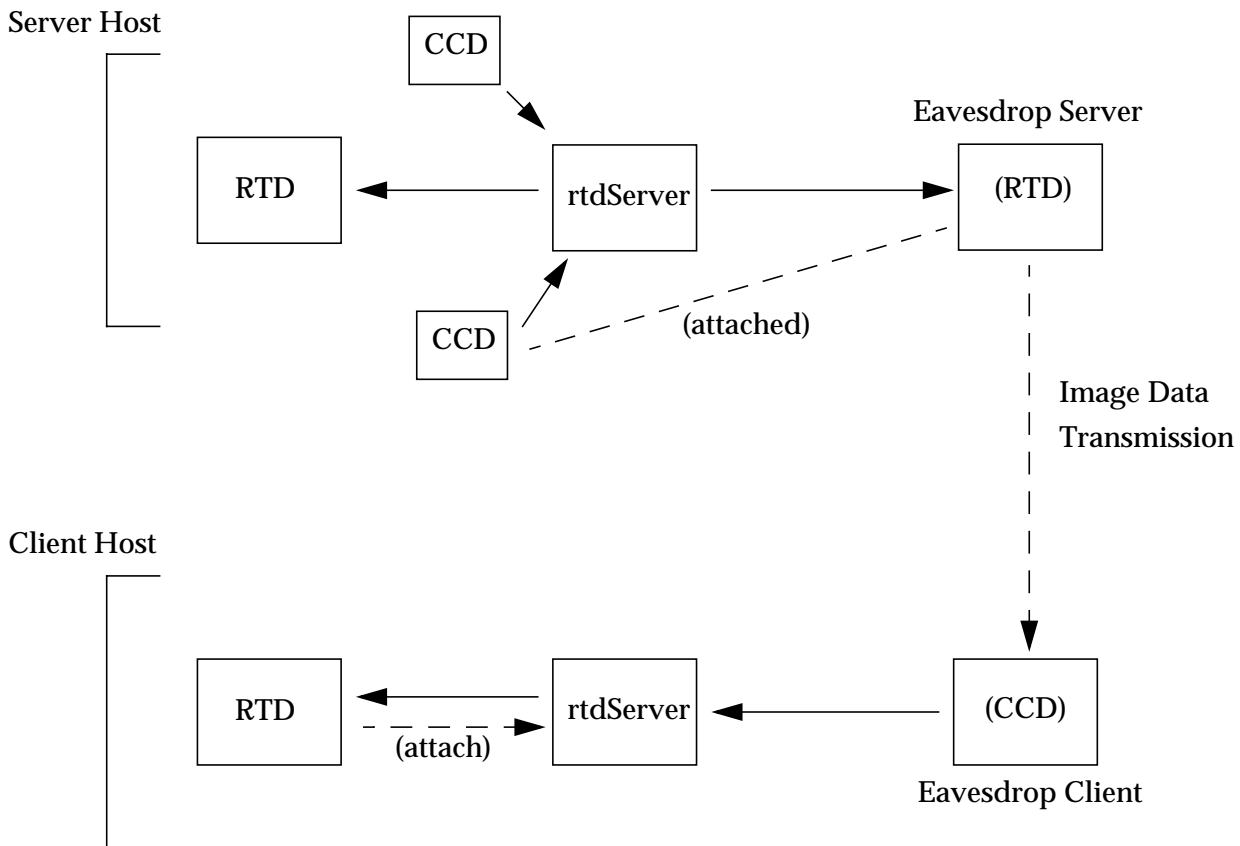 Server Host
CCD
Eavesdrop Server
RTD
rtdServer
(RTD)
CCD
(attached)
Image Data
Transmission
Client Host
RTD
rtdServer
(CCD)
(attach)
Eavesdrop Client